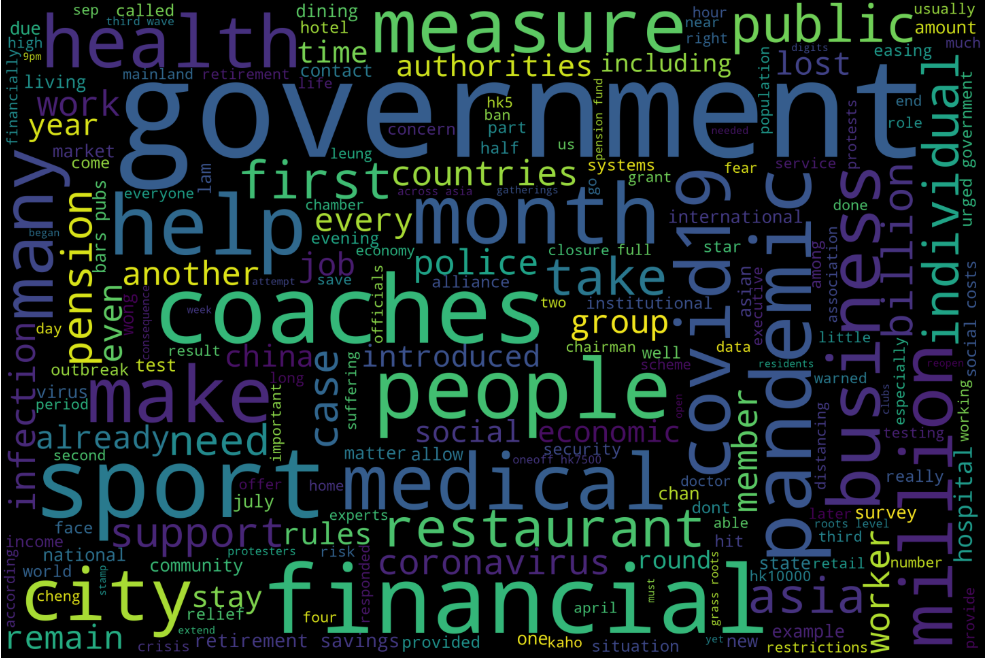 sep called
third wave
dining
hour
usually
due
health
hotel
measure
near
public
amount
high
time
right
digits
much
9pm
mainland
retirement
authorities
including
easing
lost
financially
living
contact
life
government
work
hk5
ban
population
end
year
concern
part
pension fund
needed
role
individual
market
leung
half
us
systems
fear
service
protests
urged government
come
first
countries
grant
many
everyone
lam
across asia
gatherings
go
covid19
pandemic
business
billion
done
bars pubs
help
chamber
every
month
international
began
evening
economy
closure
full
star
among
association
pension
another
job
police
take
asian
executive
attempt
save
officials
alliance
institutional
social costs
even
wong
consequence
coaches
two
day
week
group
little
infection
result
china
case
introduced
chairman
well
data
residents
million
outbreak
test
suffering
people
scheme
reopen
virus
make
long
open
warned
especially
period
important
social
economic
clubs
already
need
member
distancing
testing
working
second
matter
allow
security
oneoff hk7500
doctor
really
sport
offer
july
home
medical
chan
dont
hospital
face
experts
later
survey
income
support
rules
restaurant
able
roots level
national
risk
hit
third
according
world
stamp
protesters
community
coronavirus
round
state
retail
number
responded
grass roots
worker
hk10000
city
cheng
stay
financial
april
must
asia
relief
four
provide
remain
extend
crisis
retirement savings
provided
one
kaho
situation
yet
new
example
restrictions